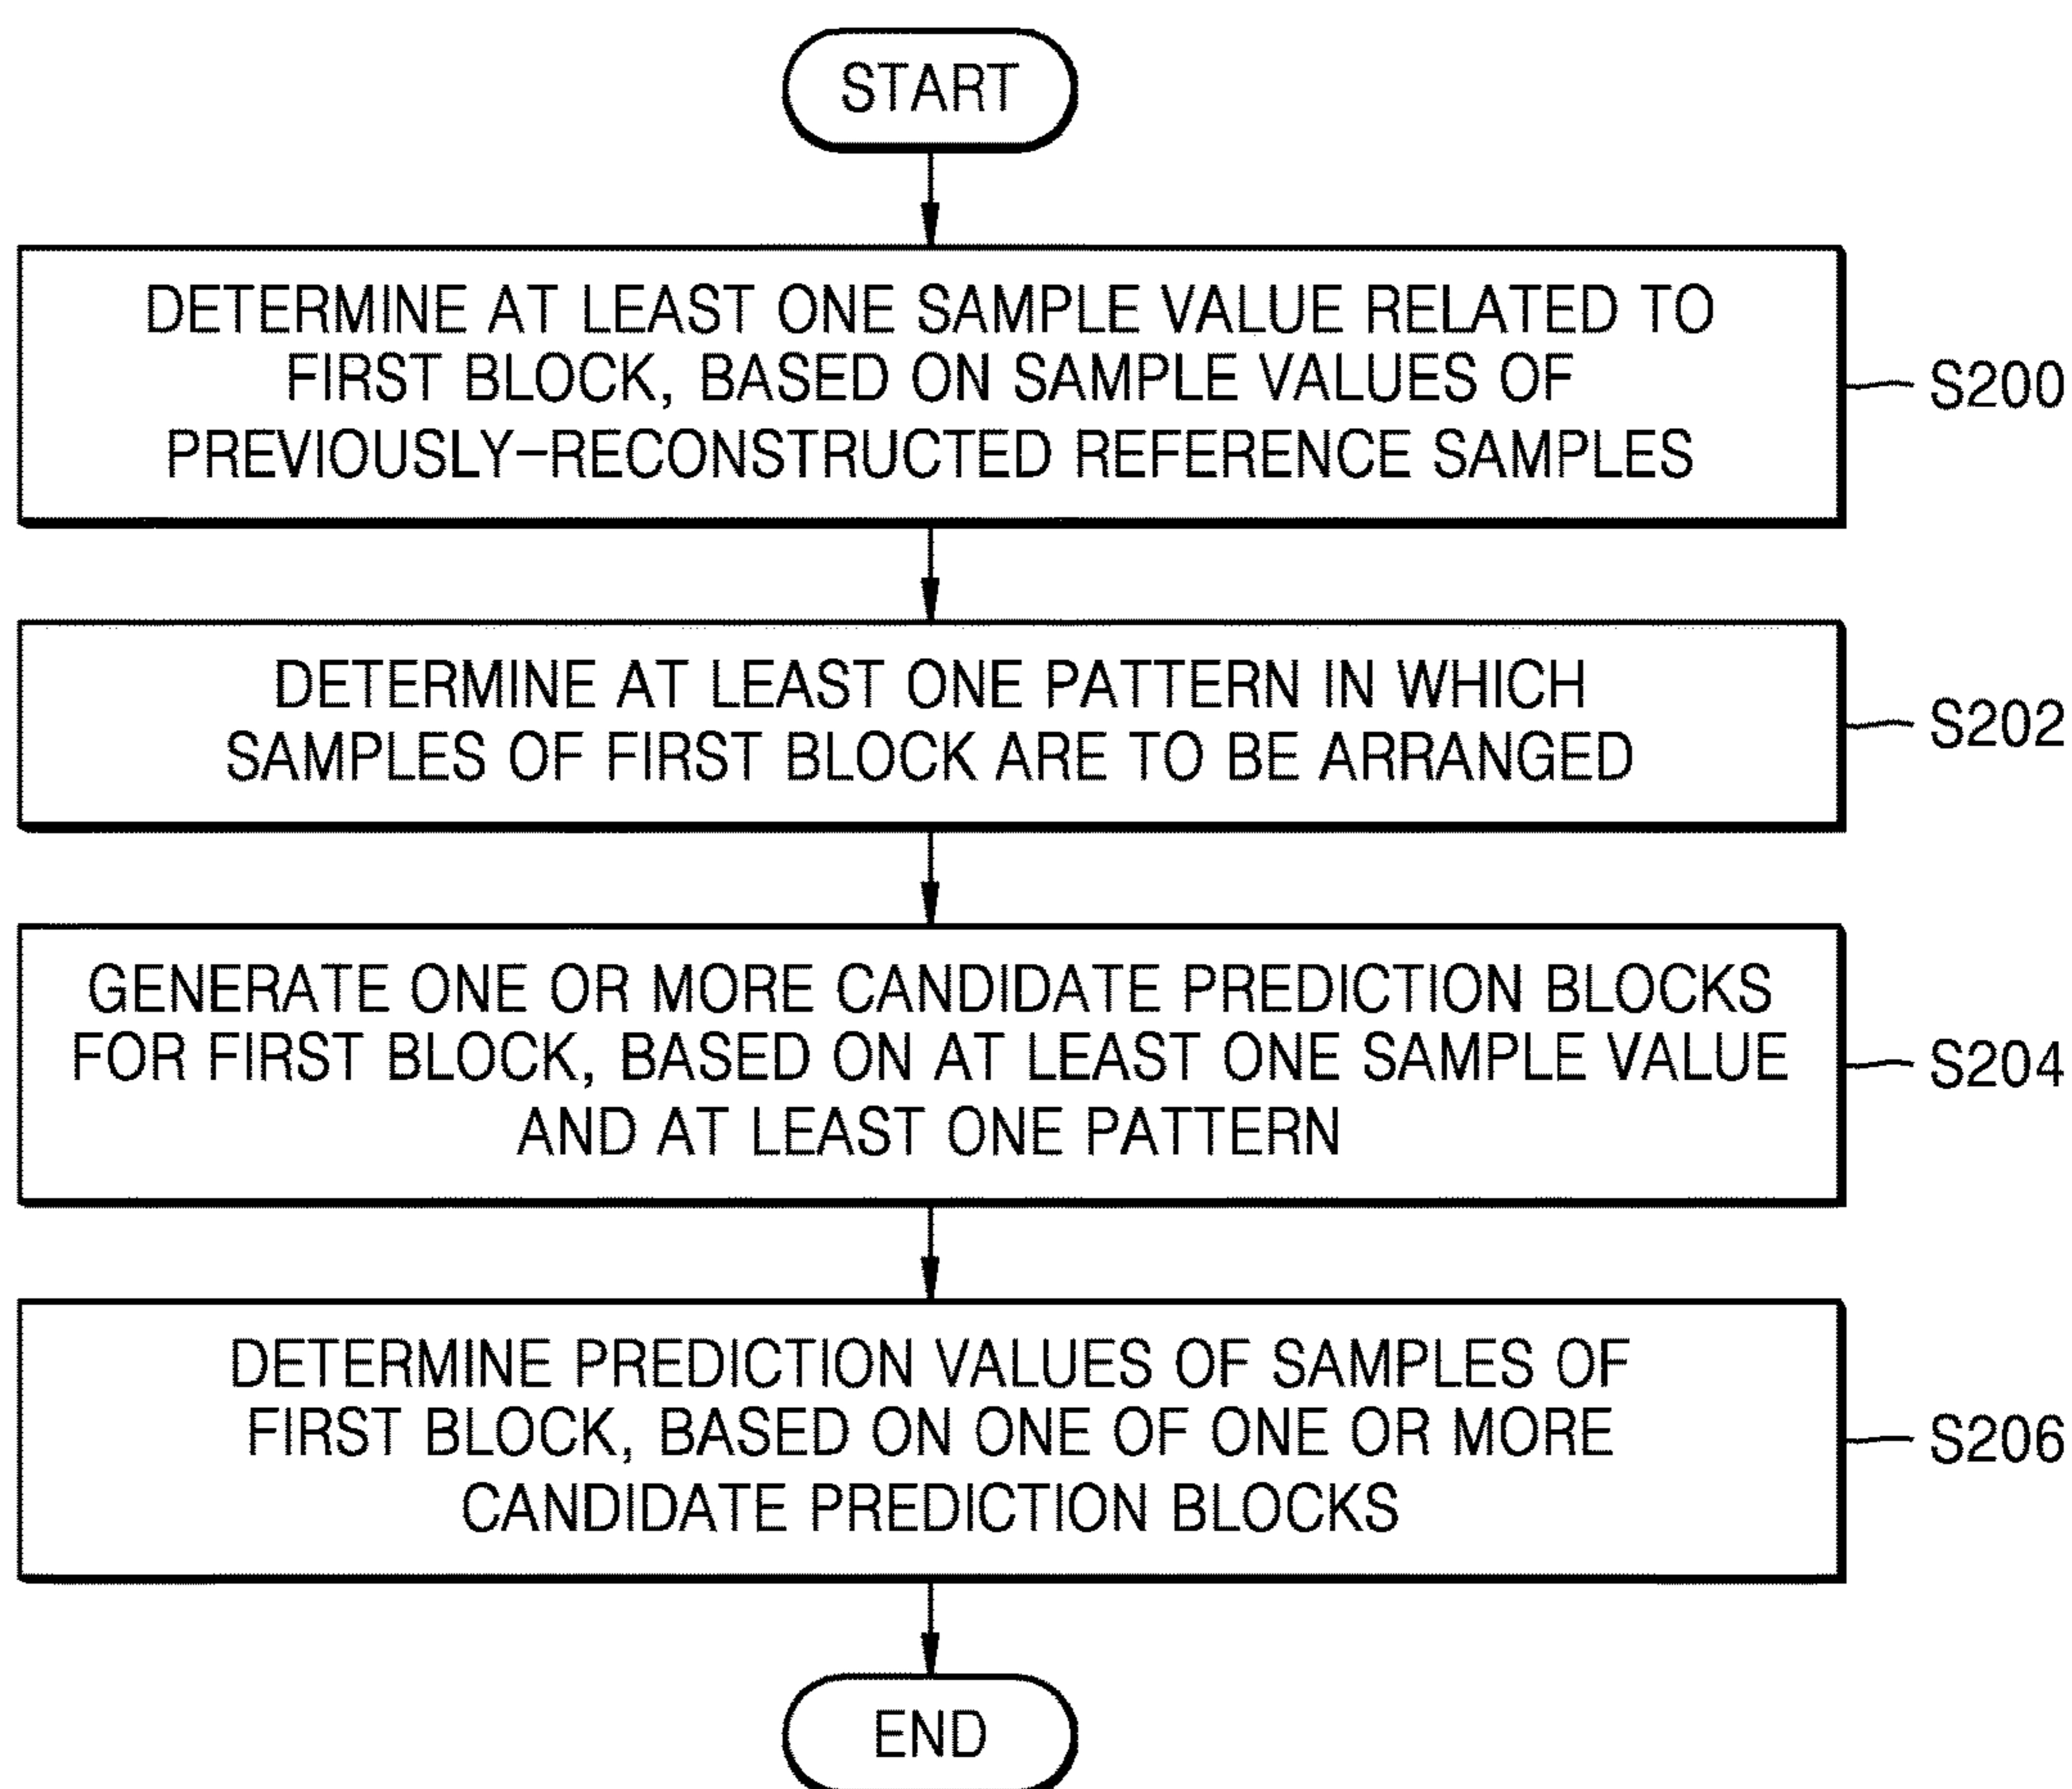 START
DETERMINE AT LEAST ONE SAMPLE VALUE RELATED TO
FIRST BLOCK, BASED ON SAMPLE VALUES OF
PREVIOUSLY-RECONSTRUCTED REFERENCE SAMPLES
S200
DETERMINE AT LEAST ONE PATTERN IN WHICH
SAMPLES OF FIRST BLOCK ARE TO BE ARRANGED
S202
GENERATE ONE OR MORE CANDIDATE PREDICTION BLOCKS
FOR FIRST BLOCK, BASED ON AT LEAST ONE SAMPLE VALUE
AND AT LEAST ONE PATTERN
S204
DETERMINE PREDICTION VALUES OF SAMPLES OF
FIRST BLOCK, BASED ON ONE OF ONE OR MORE
CANDIDATE PREDICTION BLOCKS
S206
END